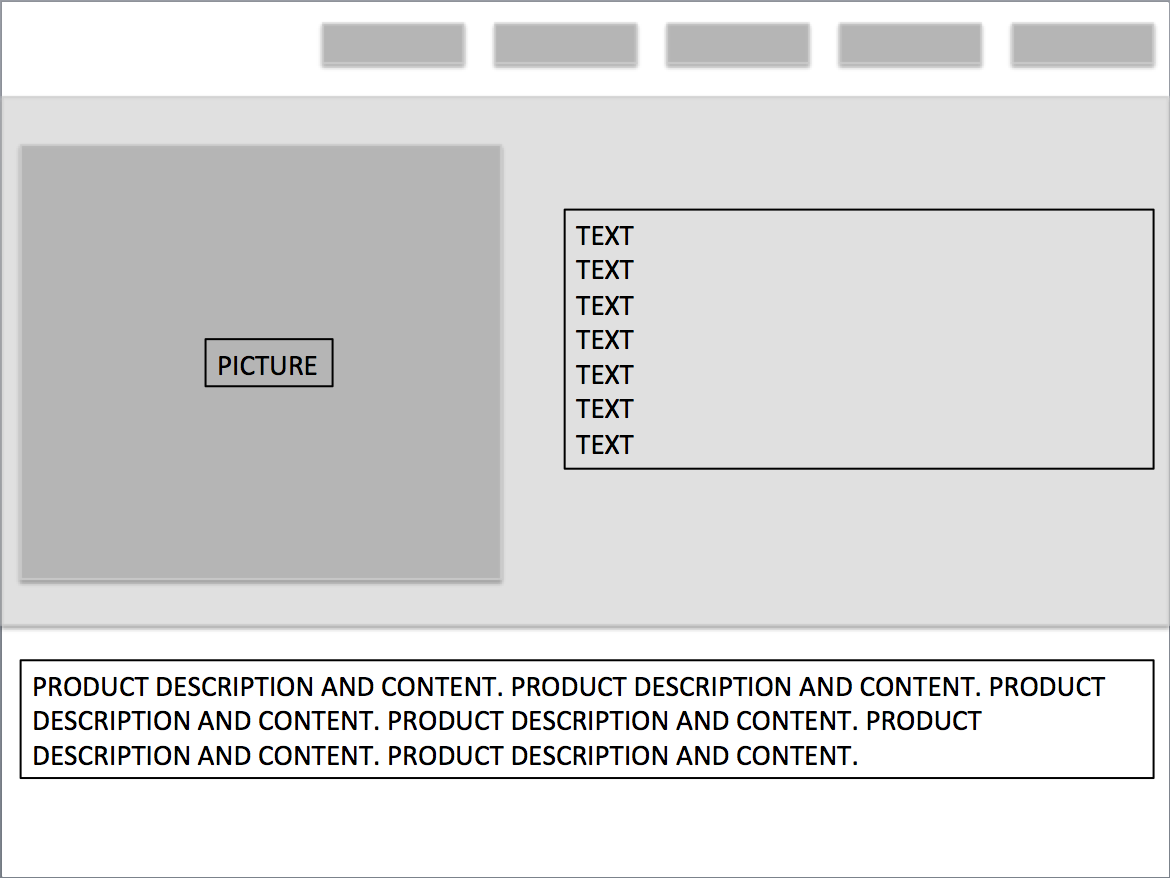 PICTURE
TEXT
TEXT
TEXT
TEXT
TEXT
TEXT
TEXT
PRODUCT DESCRIPTION AND CONTENT. PRODUCT DESCRIPTION AND CONTENT. PRODUCT
DESCRIPTION AND CONTENT. PRODUCT DESCRIPTION AND CONTENT. PRODUCT
DESCRIPTION AND CONTENT. PRODUCT DESCRIPTION AND CONTENT.